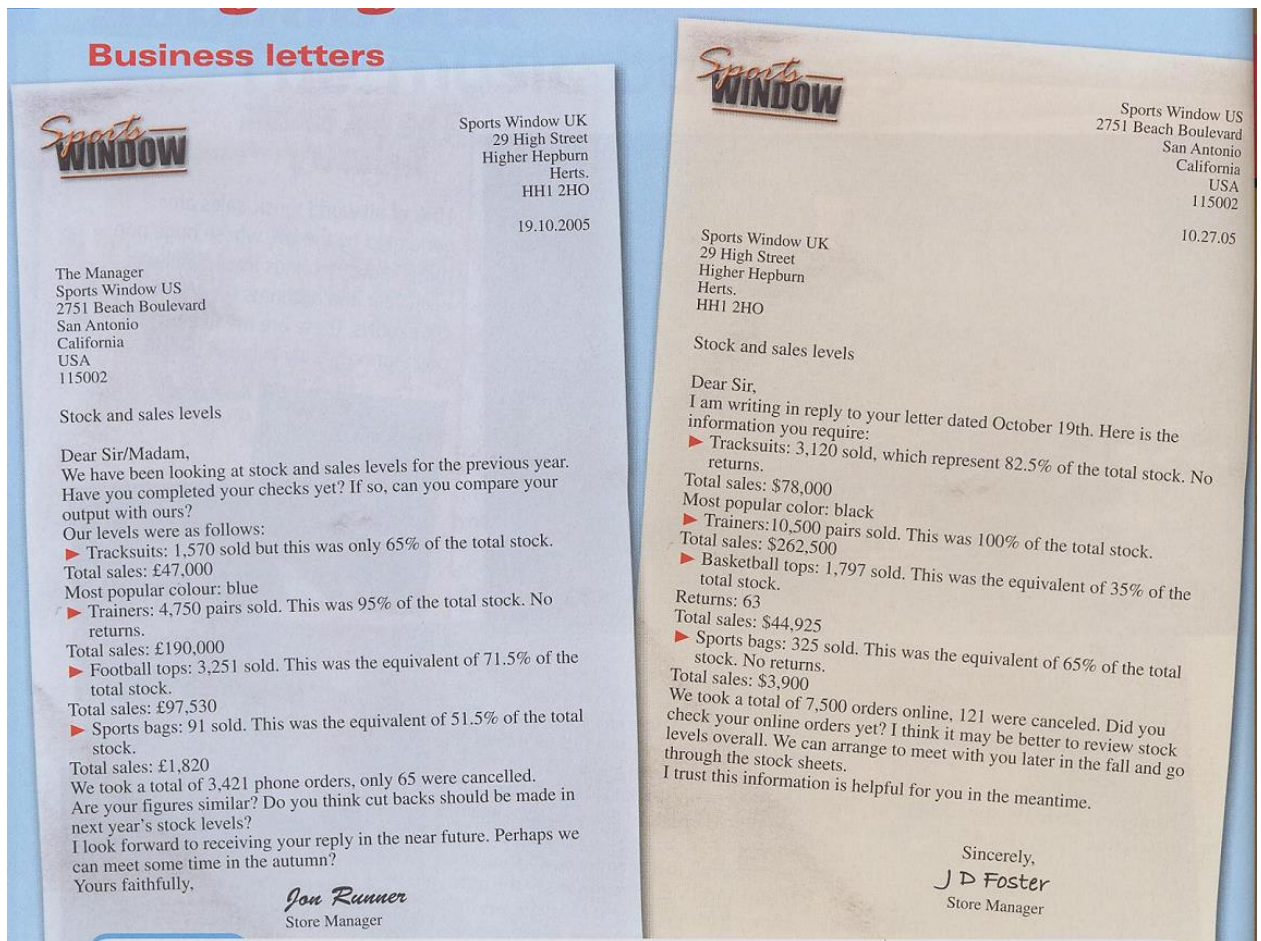 Business letters
Sports
WINDOW
Sports Window UK
29 High Street
Higher Hepburn
Herts.
HH1 2HO
19.10.2005
The Manager
Sports Window US
2751 Beach Boulevard
San Antonio
California
USA
115002
Stock and sales levels
Dear Sir/Madam,
We have been looking at stock and sales levels for the previous year.
Have you completed your checks yet? If so, can you compare your
output with ours?
Our levels were as follows:
Tracksuits: 1,570 sold but this was only 65% of the total stock.
Total sales: £47,000
Most popular colour: blue
Trainers: 4,750 pairs sold. This was 95% of the total stock. No
returns.
Total sales: £190,000
Football tops: 3,251 sold. This was the equivalent of 71.5% of the
total stock.
Total sales: £97,530
Sports bags: 91 sold. This was the equivalent of 51.5% of the total
stock.
Total sales: £1,820
We took a total of 3,421 phone orders, only 65 were cancelled.
Are your figures similar? Do you think cut backs should be made in
next year's stock levels?
I look forward to receiving your reply in the near future. Perhaps we
can meet some time in the autumn?
Yours faithfully,
Jon Runner
Store Manager
Sports
WINDOW
Sports Window US
2751 Beach Boulevard
San Antonio
California
USA
115002
10.27.05
Sports Window UK
29 High Street
Higher Hepburn
Herts.
HH1 2HO
Stock and sales levels
Dear Sir,
I am writing in reply to your letter dated October 19th. Here is the
information you require:
Tracksuits: 3,120 sold, which represent 82.5% of the total stock. No
returns.
Total sales: $78,000
Most popular color: black
Trainers:10,500 pairs sold. This was 100% of the total stock.
Total sales: $262,500
Basketball tops: 1,797 sold. This was the equivalent of 35% of the
total stock.
Returns: 63
Total sales: $44,925
Sports bags: 325 sold. This was the equivalent of 65% of the total
stock. No returns.
Total sales: $3,900
We took a total of 7,500 orders online, 121 were canceled. Did you
check your online orders yet? I think it may be better to review stock
levels overall. We can arrange to meet with you later in the fall and go
through the stock sheets.
I trust this information is helpful for you in the meantime.
Sincerely,
J D Foster
Store Manager